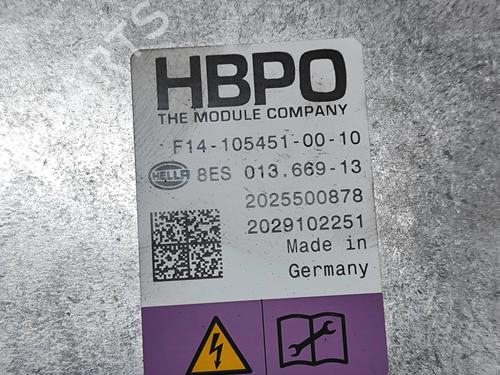 HBPO
THE MODULE COMPANY
F14-105451-00-10
HELLA 8ES 013.669-13
2025500878
2029102251
Made in
Germany